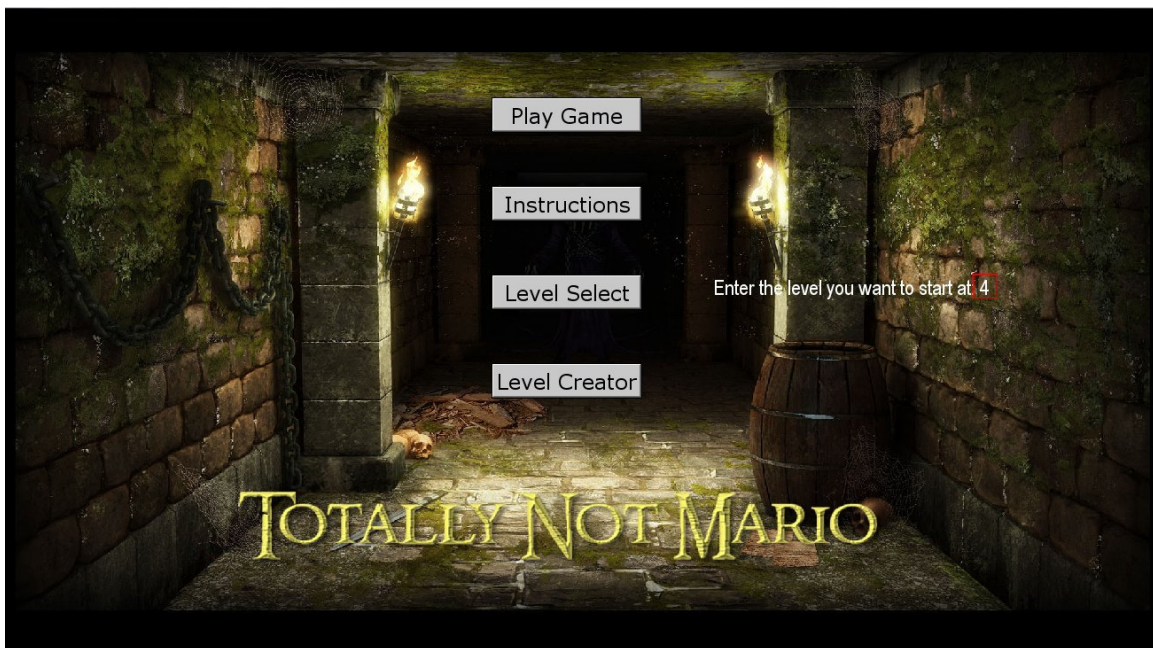 Play Game
Instructions
Level Select
Enter the level you want to start at 4
Level Creator
Totally Not Mario